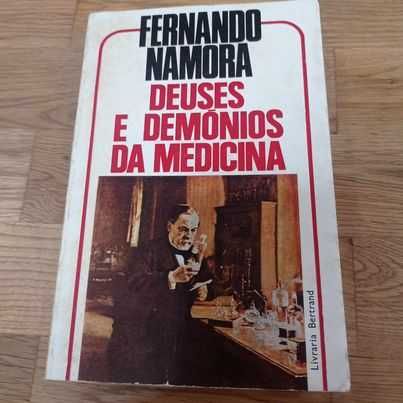 FERNANDO
NAMORA
DEUSES
E DEMÓNIOS
DA MEDICINA
Livraria Bertrand